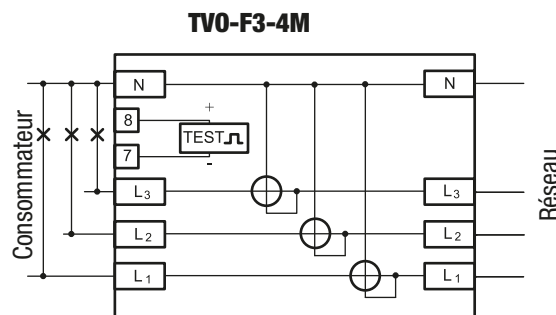 TVO-F3-4M
Consommateur
Réseau
N N
8 +
TEST
7 -
L3 L3
L2 L2
L1 L1